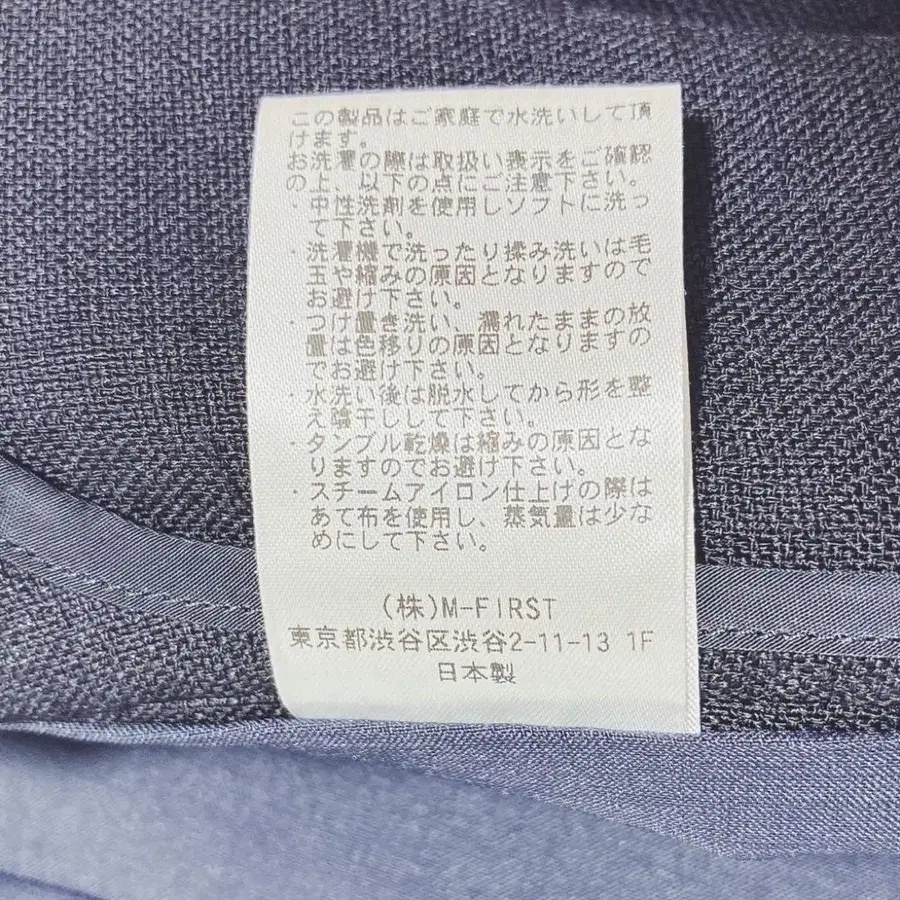 この製品はご家庭で水洗いして頂
けます。
お洗濯の際は取扱い表示をご確認
の上、以下の点にご注意下さい。
・中性洗剤を使用しソフトに洗っ
て下さい。
・洗濯機で洗ったり揉み洗いは毛
玉や縮みの原因となりますので
お避け下さい。
・つけ置き洗い、濡れたままの放
置は色移りの原因となりますの
でお避け下さい。
・水洗い後は脱水してから形を整
え陰干しして下さい。
・タンブル乾燥は縮みの原因とな
りますのでお避け下さい。
・スチームアイロン仕上げの際は
あて布を使用し、蒸気量は少な
めにして下さい。
(株)M-FIRST
東京都渋谷区渋谷2-11-13 1F
日本製